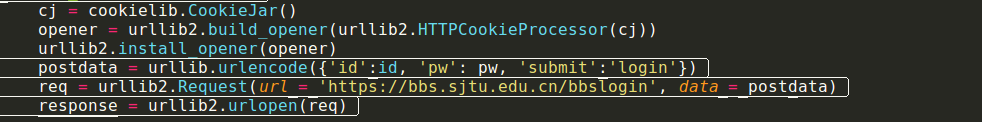 cj = cookielib.CookieJar()
opener = urllib2.build_opener(urllib2.HTTPCookieProcessor(cj))
urllib2.install_opener(opener)
postdata = urllib.urlencode({'id':id, 'pw': pw, 'submit':'login'})
req = urllib2.Request(url = 'https://bbs.sjtu.edu.cn/bbslogin', data = postdata)
response = urllib2.urlopen(req)